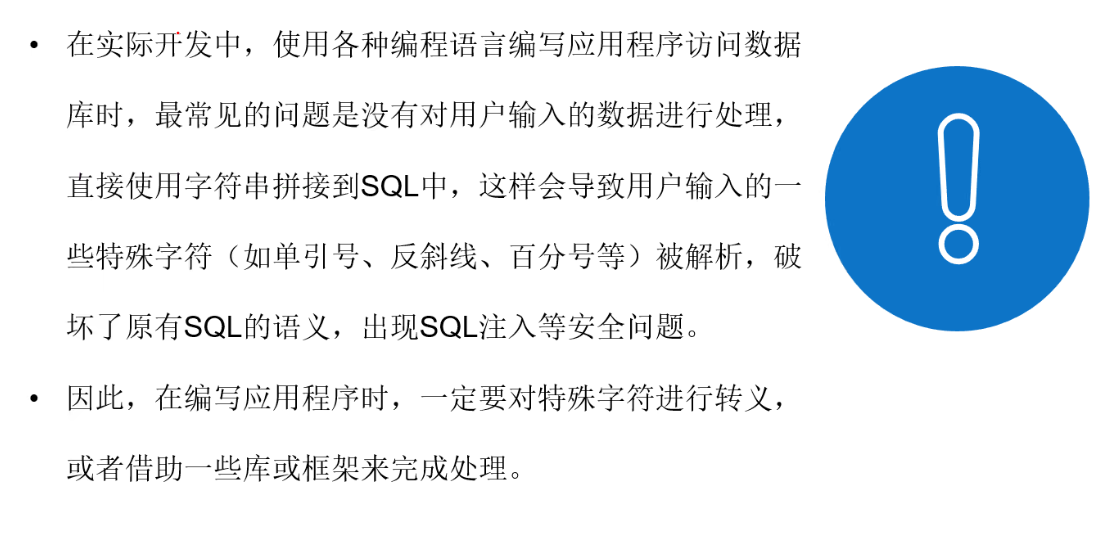 • 在实际开发中，使用各种编程语言编写应用程序访问数据
库时，最常见的问题是没有对用户输入的数据进行处理，
直接使用字符串拼接到SQL中，这样会导致用户输入的一
些特殊字符（如单引号、反斜线、百分号等）被解析，破
坏了原有SQL的语义，出现SQL注入等安全问题。
• 因此，在编写应用程序时，一定要对特殊字符进行转义，
或者借助一些库或框架来完成处理。